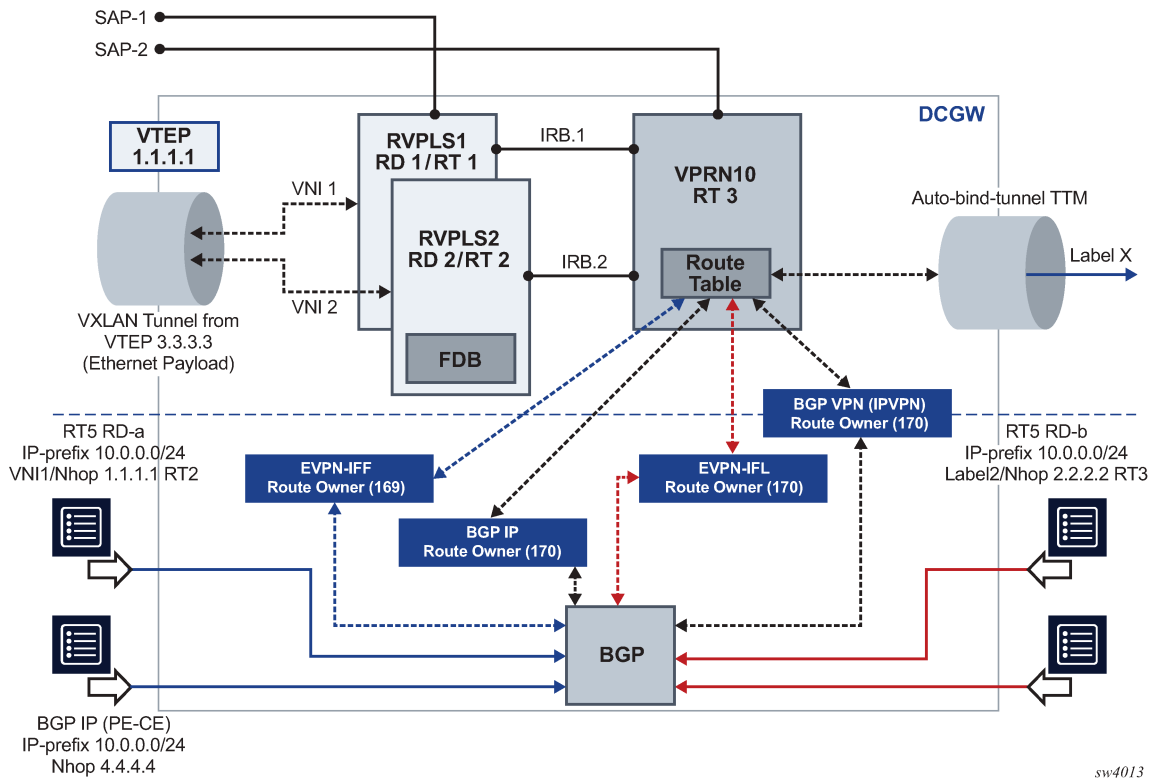 SAP-1
SAP-2
DCGW
VTEP
1.1.1.1
RVPLS1
RD 1/RT 1
IRB.1
VPRN10
RT 3
VNI 1
Auto-bind-tunnel TTM
RVPLS2
RD 2/RT 2
IRB.2
Route
Table
Label X
VNI 2
VXLAN Tunnel from
VTEP 3.3.3.3
(Ethernet Payload)
FDB
BGP VPN (IPVPN)
Route Owner (170)
RT5 RD-a
IP-prefix 10.0.0.0/24
VNI1/Nhop 1.1.1.1 RT2
RT5 RD-b
IP-prefix 10.0.0.0/24
Label2/Nhop 2.2.2.2 RT3
EVPN-IFF
Route Owner (169)
EVPN-IFL
Route Owner (170)
BGP IP
Route Owner (170)
BGP
BGP IP (PE-CE)
IP-prefix 10.0.0.0/24
Nhop 4.4.4.4
sw4013